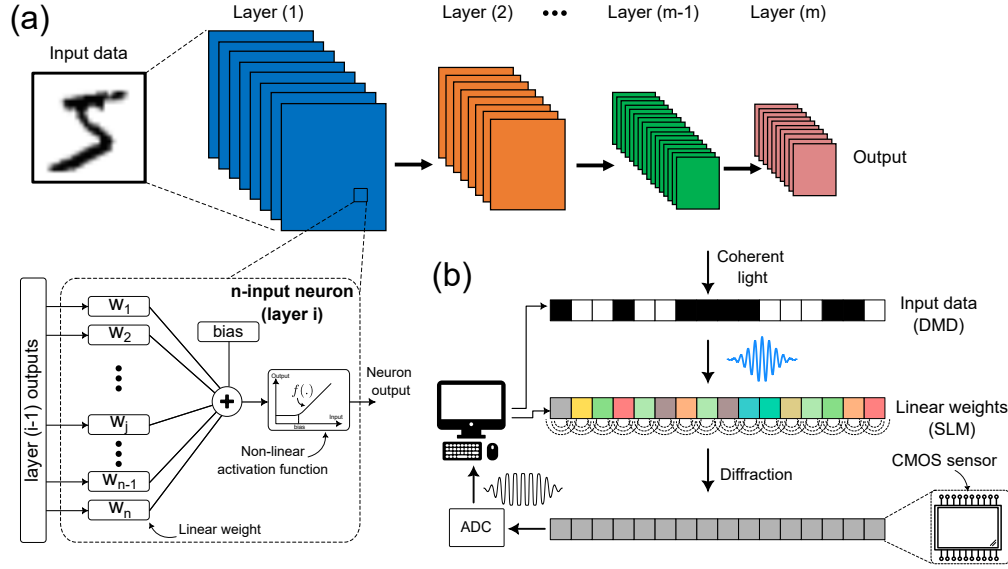 (a)
Layer (1)
Layer (2)
•••
Layer (m-1)
Layer (m)
Input data
Output
layer (i-1) outputs
W1
W2
Wj
Wn-1
Wn
n-input neuron
(layer i)
bias
+
Output
f(.)
Input
bias
Neuron
output
Non-linear
activation function
Linear weight
(b)
Coherent
light
Input data
(DMD)
Linear weights
(SLM)
Diffraction
CMOS sensor
ADC